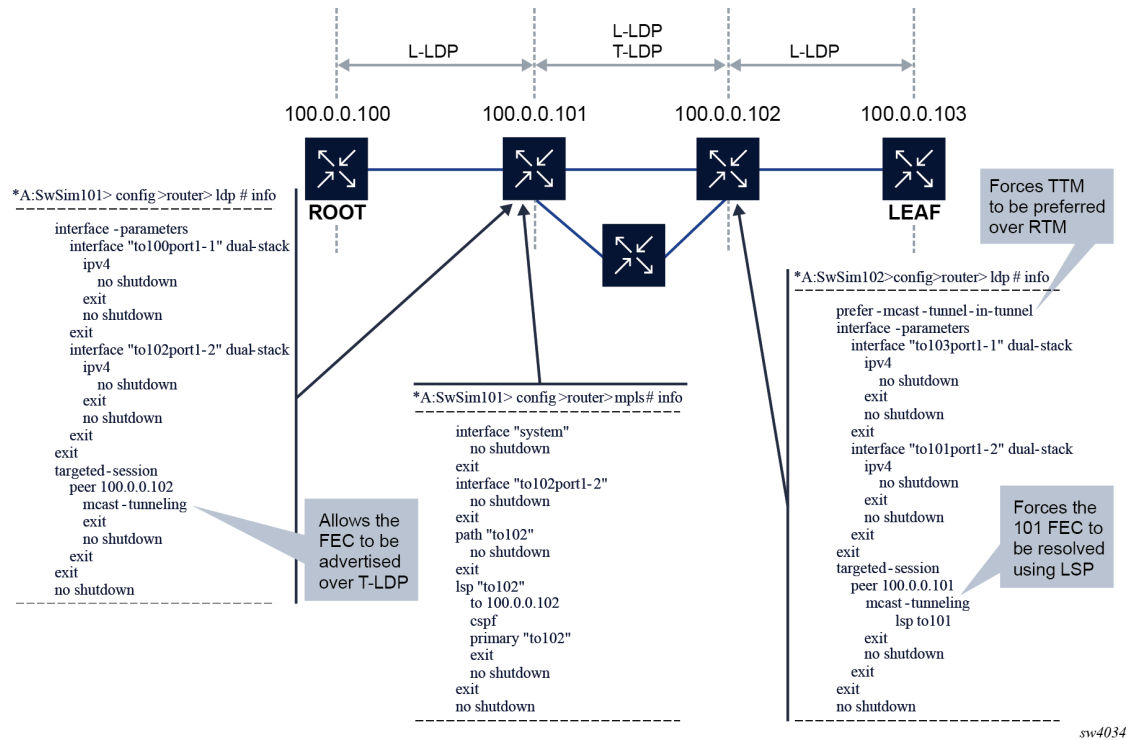 L-LDP
L-LDP
T-LDP
L-LDP
100.0.0.100
100.0.0.101
100.0.0.102
100.0.0.103
ROOT
LEAF
*A:SwSim101> config >router> ldp # info
interface -parameters
interface "to100port1-1" dual-stack
ipv4
no shutdown
exit
no shutdown
exit
interface "to102port1-2" dual-stack
ipv4
no shutdown
exit
no shutdown
exit
exit
targeted-session
peer 100.0.0.102
mcast-tunneling
exit
no shutdown
exit
exit
no shutdown
Allows the
FEC to be
advertised
over T-LDP
*A:SwSim101> config>router>mpls# info
interface "system"
no shutdown
exit
interface "to102port1-2"
no shutdown
exit
path "to102"
no shutdown
exit
lsp "to102"
to 100.0.0.102
cspf
primary "to102"
exit
no shutdown
exit
no shutdown
Forces TTM
to be preferred
over RTM
*A:SwSim102>config>router>ldp # info
prefer-mcast-tunnel-in-tunnel
interface -parameters
interface "to103port1-1" dual-stack
ipv4
no shutdown
exit
no shutdown
exit
interface "to101port1-2" dual-stack
ipv4
no shutdown
exit
no shutdown
exit
exit
targeted-session
peer 100.0.0.101
mcast-tunneling
lsp to101
exit
no shutdown
exit
exit
no shutdown
Forces the
101 FEC to
be resolved
using LSP
sw4034